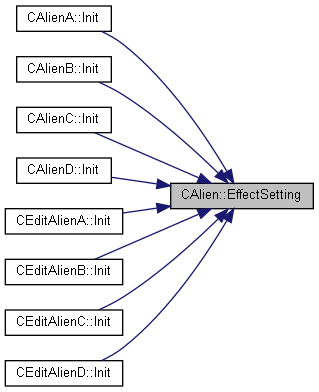 CAlienA::Init
CAlienB::Init
CAlienC::Init
CAlienD::Init
CAlien::EffectSetting
CEditAlienA::Init
CEditAlienB::Init
CEditAlienC::Init
CEditAlienD::Init